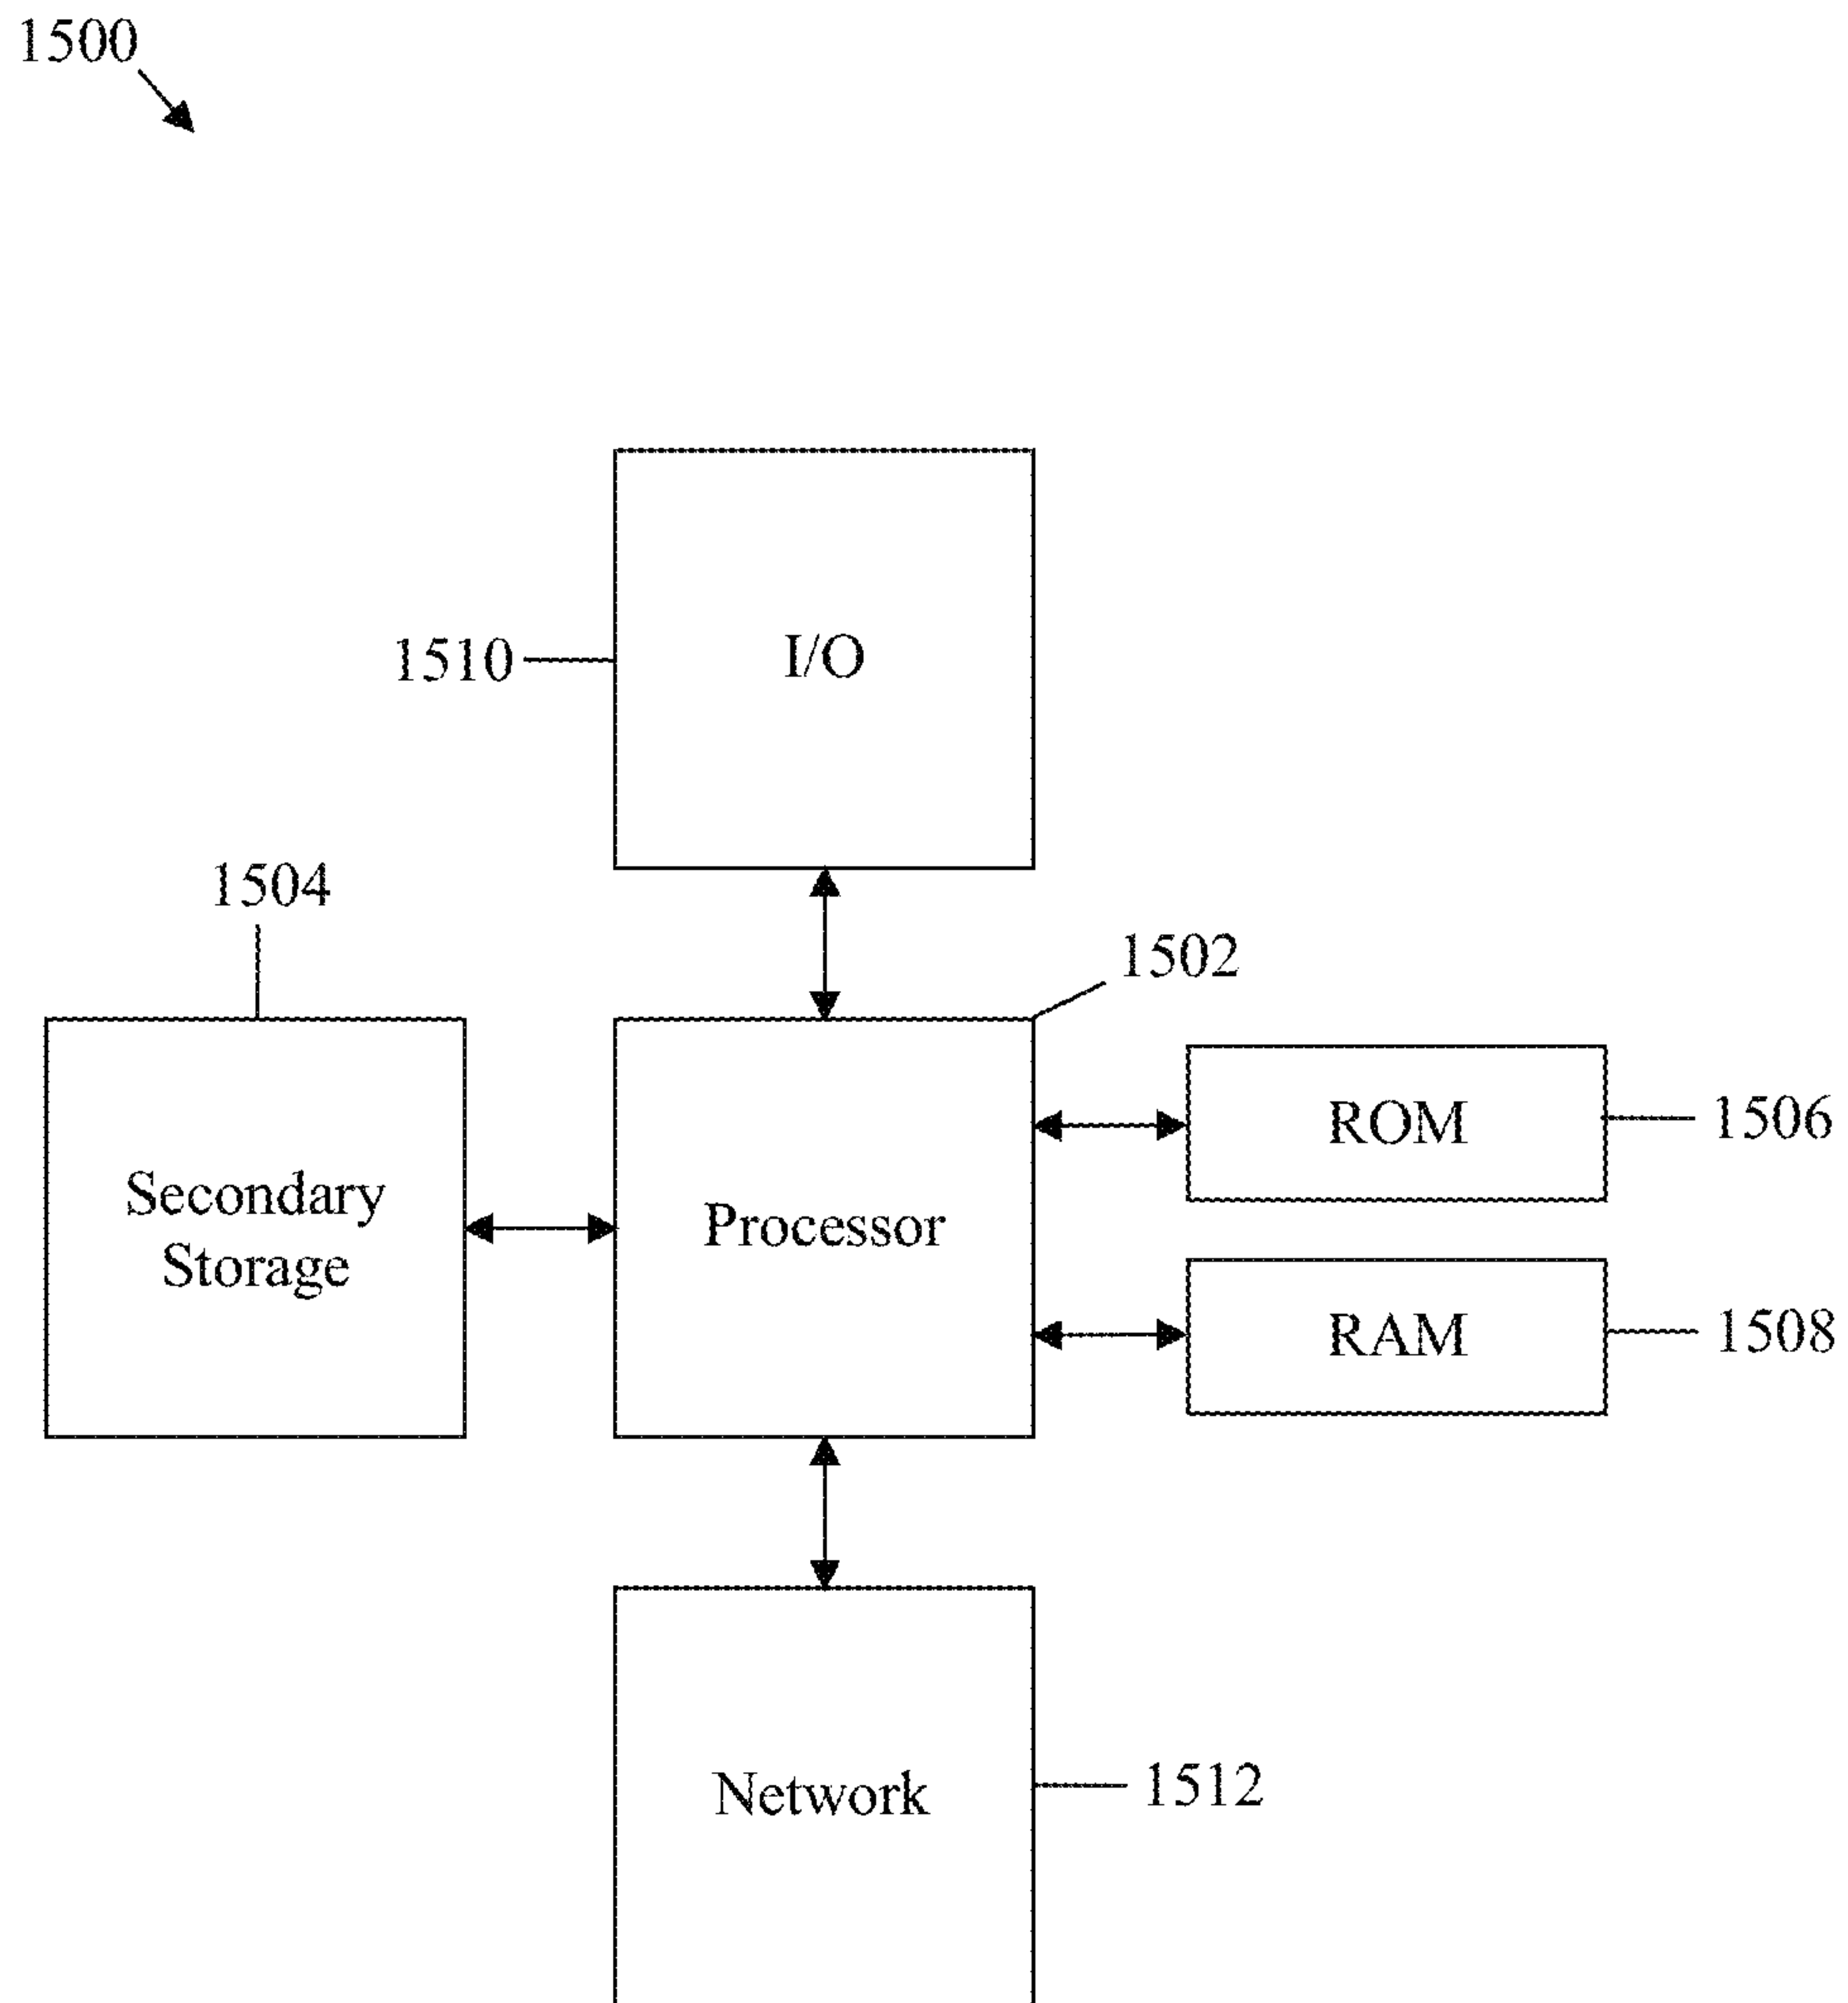 1500
I/O
1510
1504
1502
Secondary
Storage
Processor
ROM
1506
RAM
1508
Network
1512